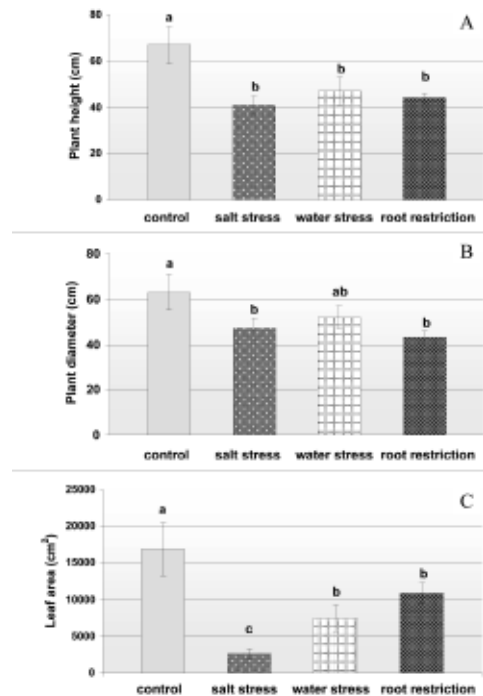 A
a
b
b
b
Plant height (cm)
80
60
40
20
0
control salt stress water stress root restriction
B
a
b
ab
b
Plant diameter (cm)
80
60
40
20
0
control salt stress water stress root restriction
C
a
c
b
b
Leaf area (cm²)
25000
20000
15000
10000
5000
0
control salt stress water stress root restriction